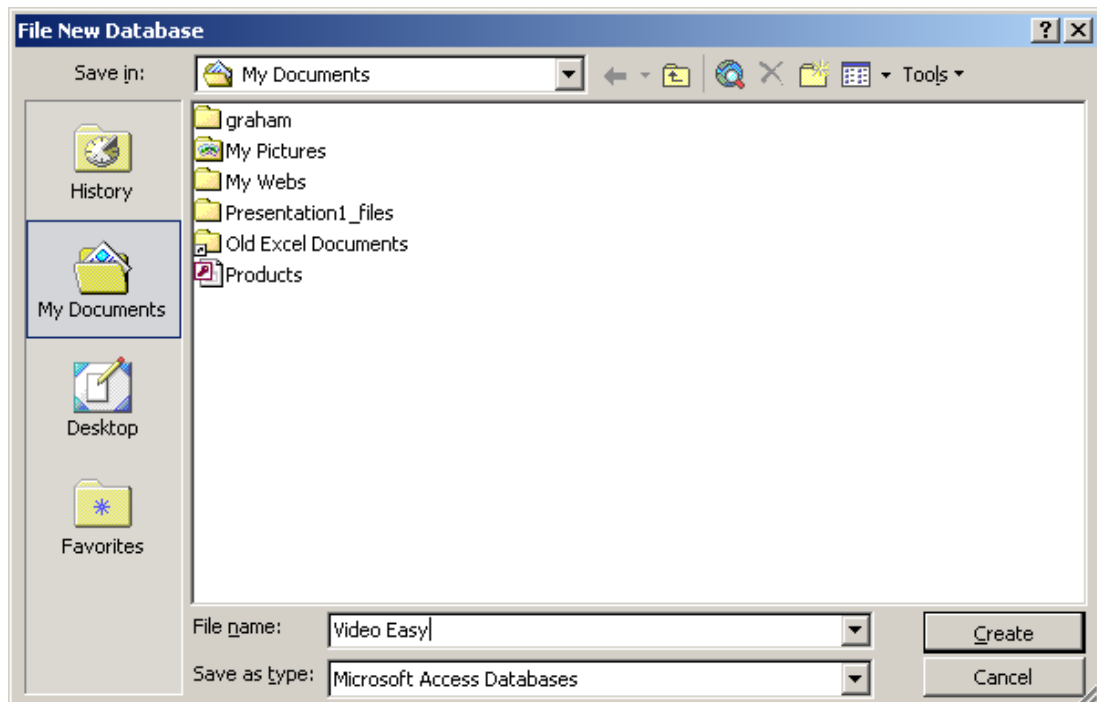 File New Database
Save in: My Documents Tools
History
My Documents
Desktop
Favorites
graham
My Pictures
My Webs
Presentation1_files
Old Excel Documents
Products
File name: Video Easy Create
Save as type: Microsoft Access Databases Cancel